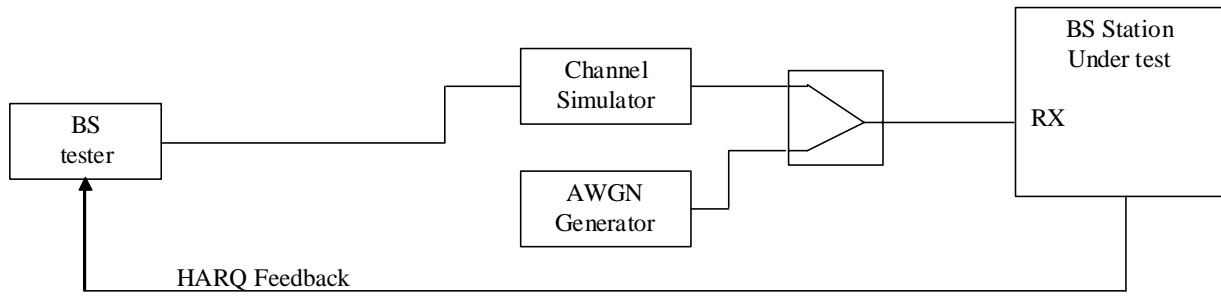 BS Station
Under test
Channel
Simulator
BS
tester
RX
AWGN
Generator
HARQ Feedback